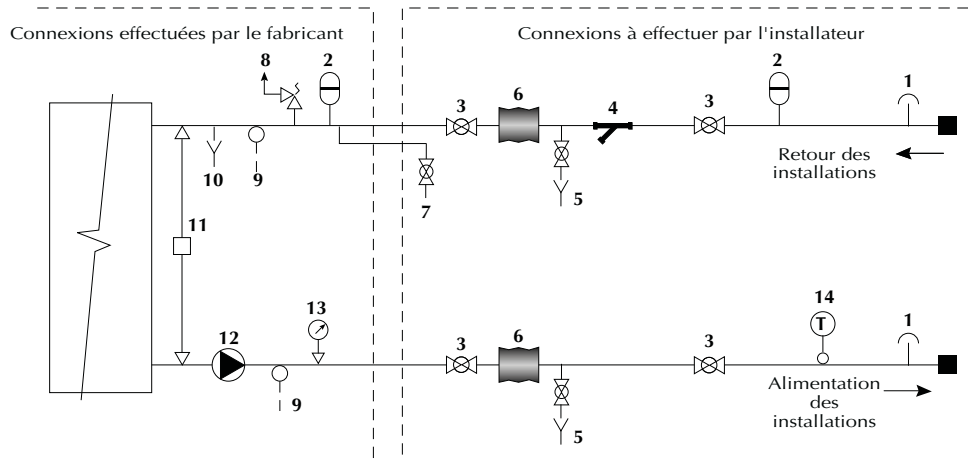 Connexions effectuées par le fabricant
Connexions à effectuer par l'installateur
8
2
3
6
4
3
2
1
10
9
7
5
Retour des
installations
11
13
14
T
12
3
6
3
1
9
5
Alimentation
des
installations